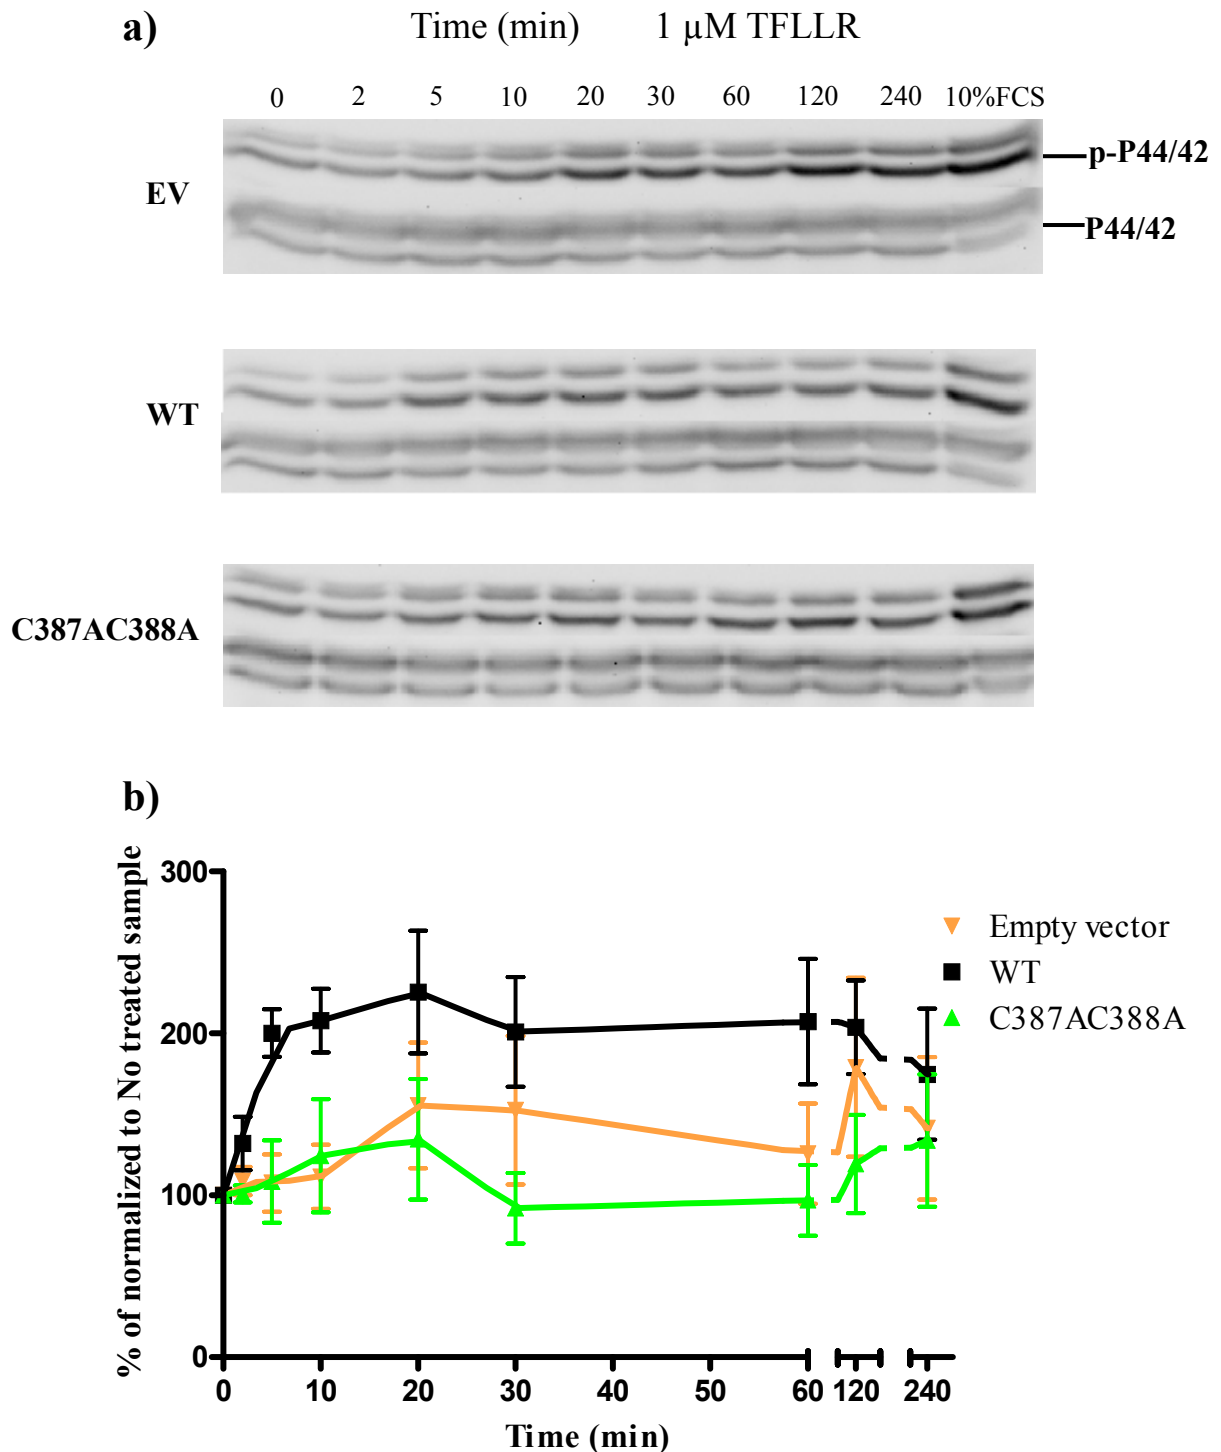 a) Time (min) 1 µM TFLLR
0 2 5 10 20 30 60 120 240 10%FCS
p-P44/42
EV
P44/42
WT
C387AC388A
b)
% of normalized to No treated sample
300
200
100
0
Empty vector
WT
C387AC388A
0 10 20 30 40 50 60 120 240
Time (min)